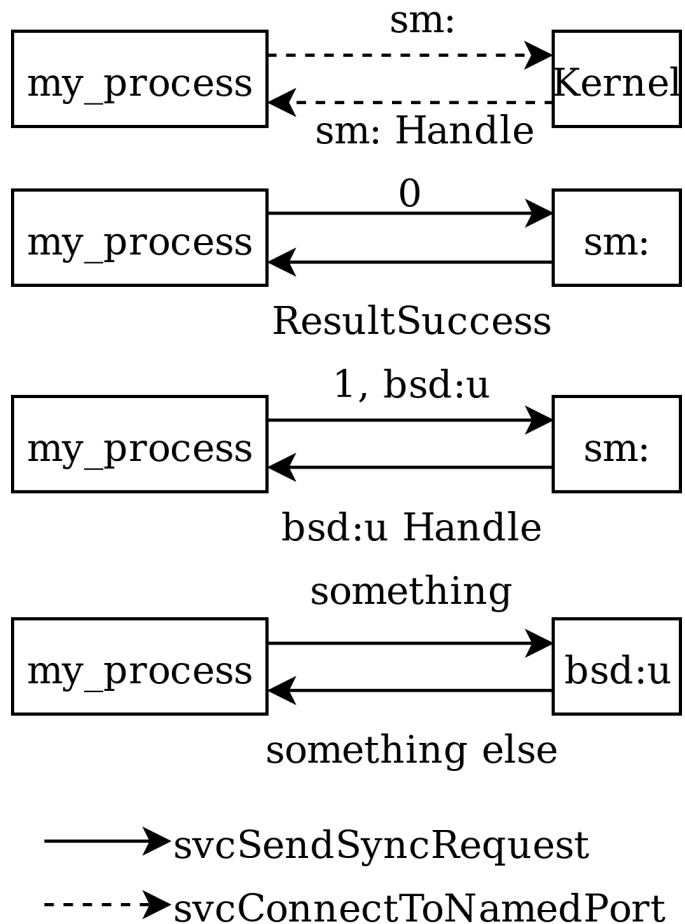 sm:
my_process
Kernel
sm: Handle
0
my_process
sm:
ResultSuccess
1, bsd:u
my_process
sm:
bsd:u Handle
something
my_process
bsd:u
something else
svcSendSyncRequest
svcConnectToNamedPort